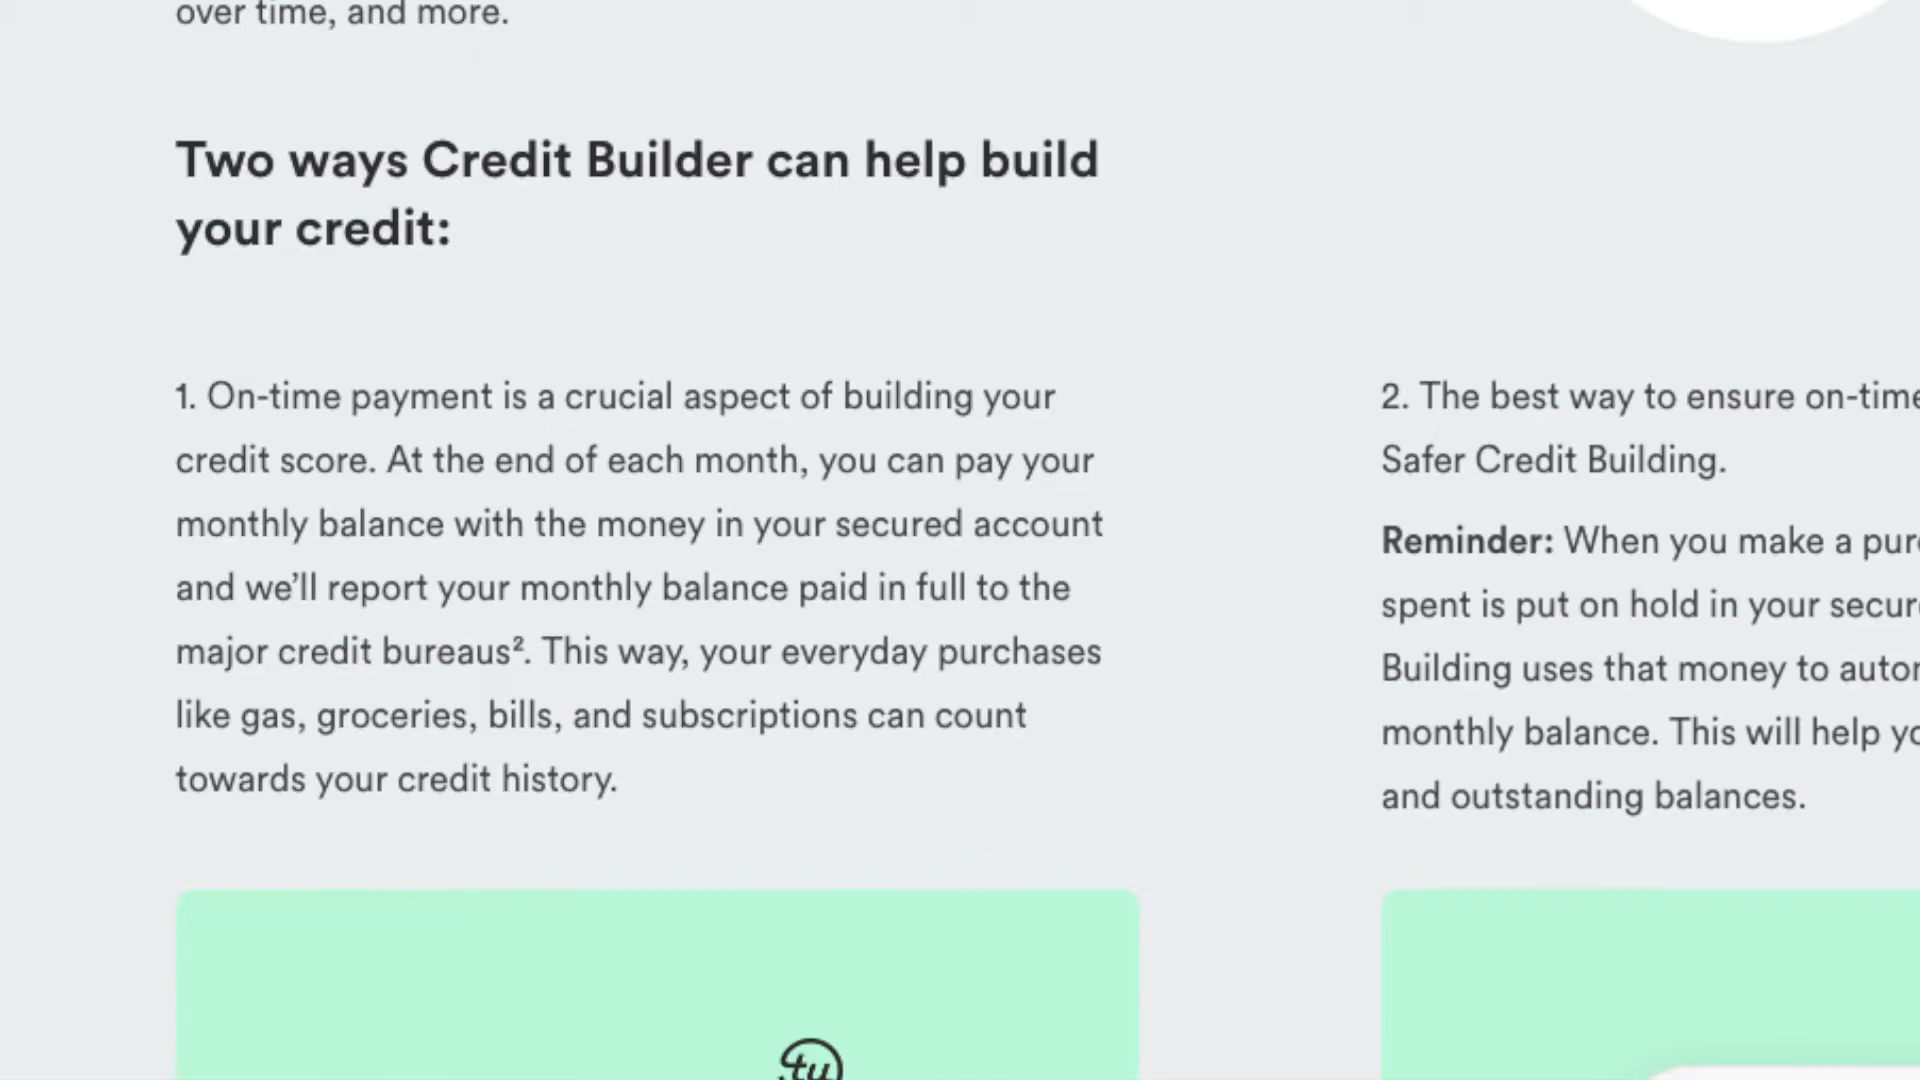 over time, and more.
Two ways Credit Builder can help build
your credit:
1. On-time payment is a crucial aspect of building your
credit score. At the end of each month, you can pay your
monthly balance with the money in your secured account
and we’ll report your monthly balance paid in full to the
major credit bureaus². This way, your everyday purchases
like gas, groceries, bills, and subscriptions can count
towards your credit history.
2. The best way to ensure on-time
Safer Credit Building.
Reminder: When you make a
spent is put on hold in your
Building uses that money to
monthly balance. This will help
and outstanding balances.
tu